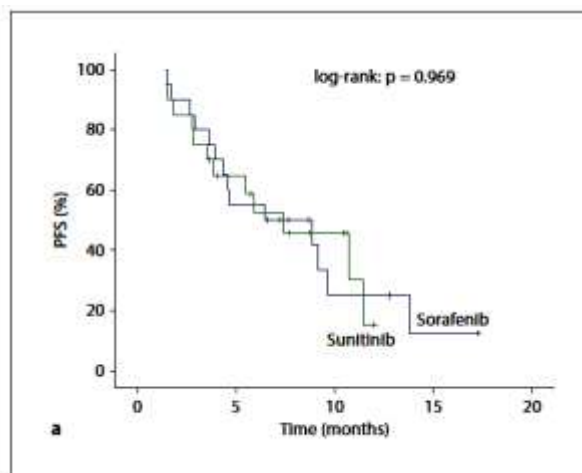 log-rank: p = 0.969
PFS (%)
100
80
60
40
20
0
Sorafenib
Sunitinib
0 5 10 15 20
a
Time (months)